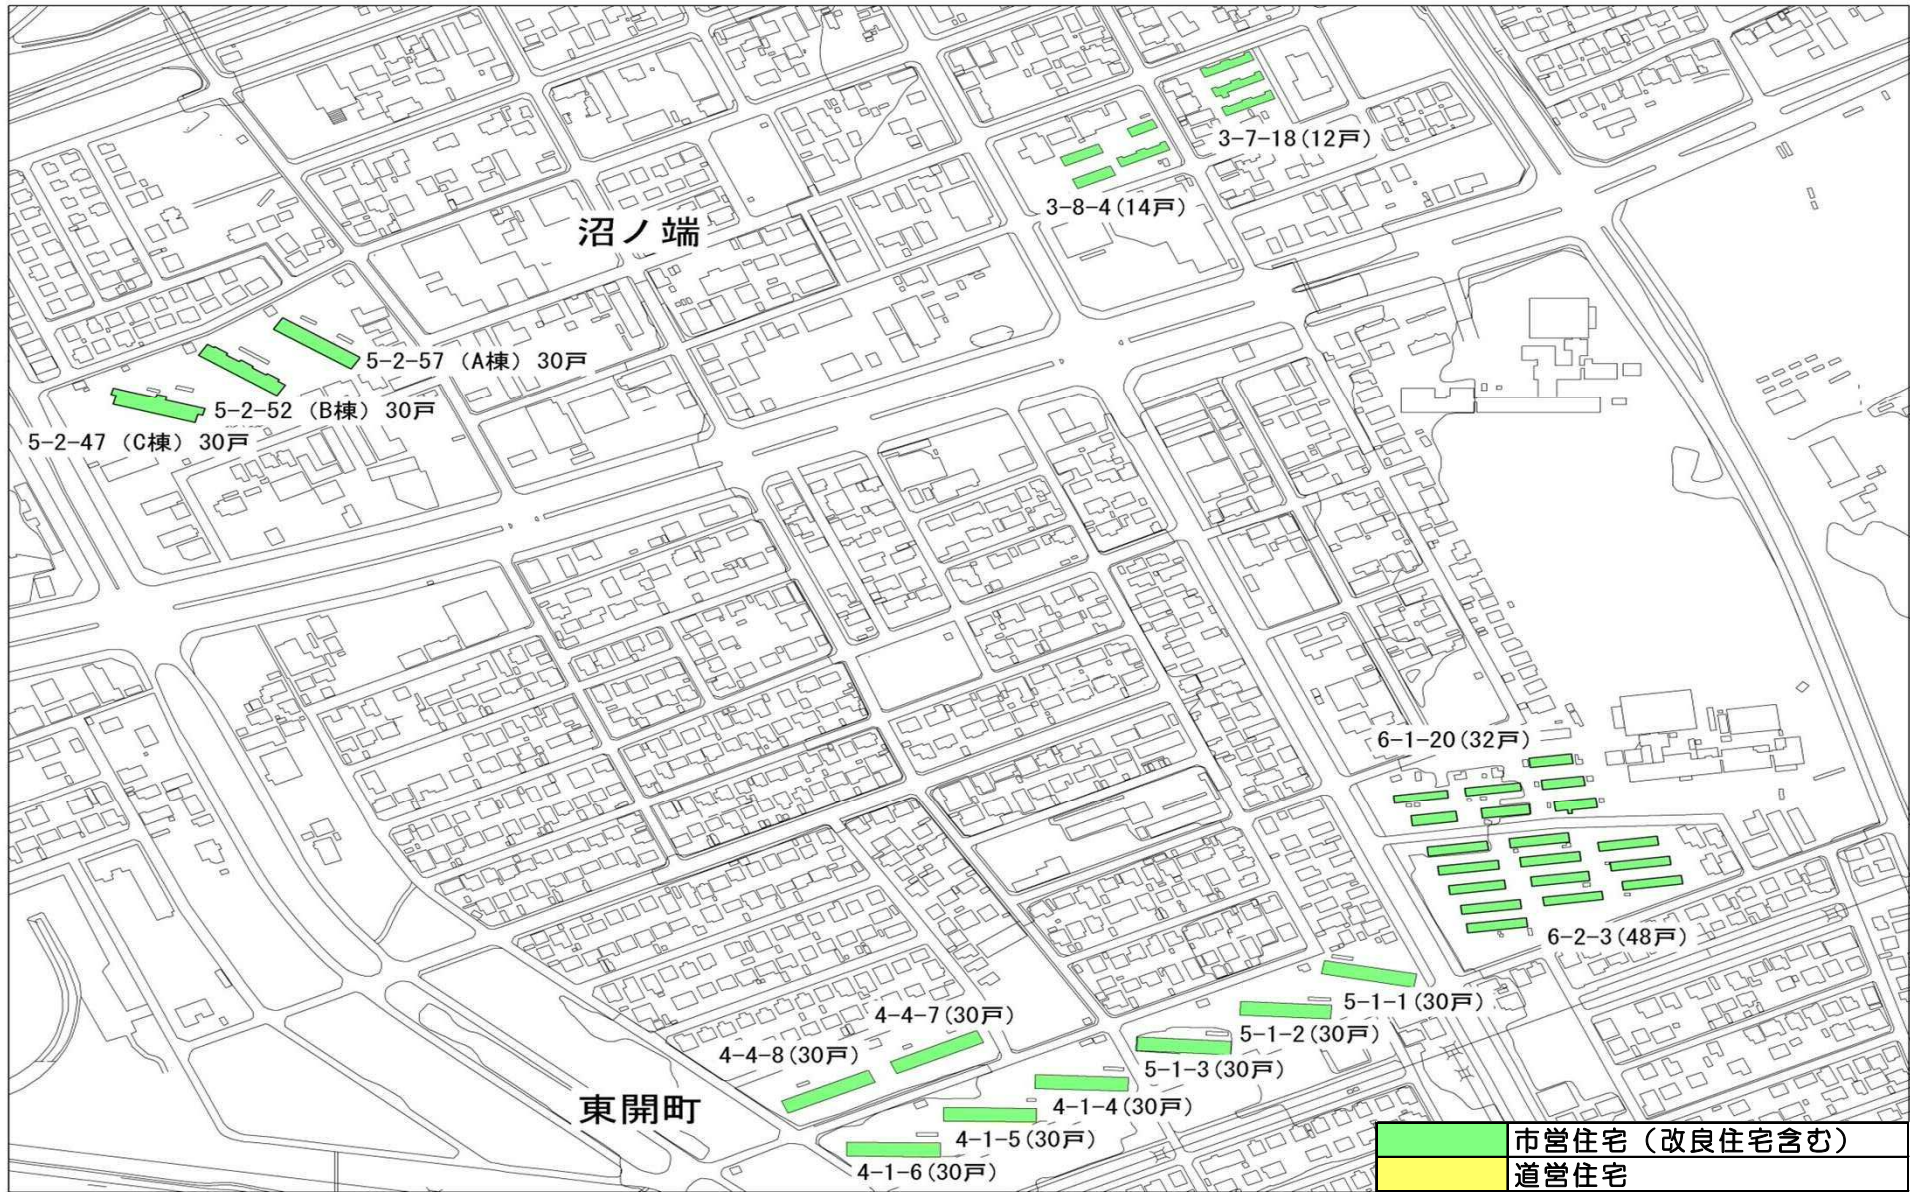 3-7-18(12戸)
3-8-4(14戸)
沼ノ端
5-2-57 (A棟) 30戸
5-2-52 (B棟) 30戸
5-2-47 (C棟) 30戸
6-1-20(32戸)
6-2-3(48戸)
5-1-1(30戸)
4-4-7(30戸)
5-1-2(30戸)
4-4-8(30戸)
5-1-3(30戸)
東開町
4-1-4(30戸)
4-1-5(30戸)
4-1-6(30戸)
市営住宅（改良住宅含む）
道営住宅